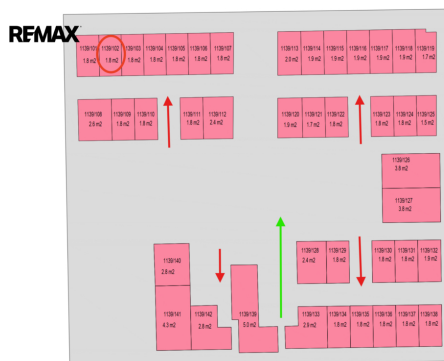 RE/MAX
1139/101 1139/102 1139/103 1139/104 1139/105 1139/106 1139/107
1.8 m2 1.8 m2 1.8 m2 1.8 m2 1.8 m2 1.8 m2 1.8 m2
1139/113 1139/114 1139/115 1139/116 1139/117 1139/118 1139/119
2.0 m2 1.9 m2 1.9 m2 1.9 m2 1.9 m2 1.9 m2 1.7 m2
1139/108 1139/109 1139/110 1139/111 1139/112
2.6 m2 1.8 m2 1.8 m2 1.8 m2 2.4 m2
1139/120 1139/121 1139/122 1139/123 1139/124 1139/125
1.9 m2 1.7 m2 1.8 m2 1.8 m2 1.6 m2 1.5 m2
1139/126
3.6 m2
1139/127
3.8 m2
1139/128 1139/129 1139/130 1139/131 1139/132
2.4 m2 1.8 m2 1.8 m2 1.8 m2 1.9 m2
1139/140
2.8 m2
1139/141 1139/142 1139/139
4.3 m2 2.8 m2 5.0 m2
1139/133 1139/134 1139/135 1139/136 1139/137 1139/138
2.9 m2 1.8 m2 1.8 m2 1.8 m2 1.8 m2 1.8 m2